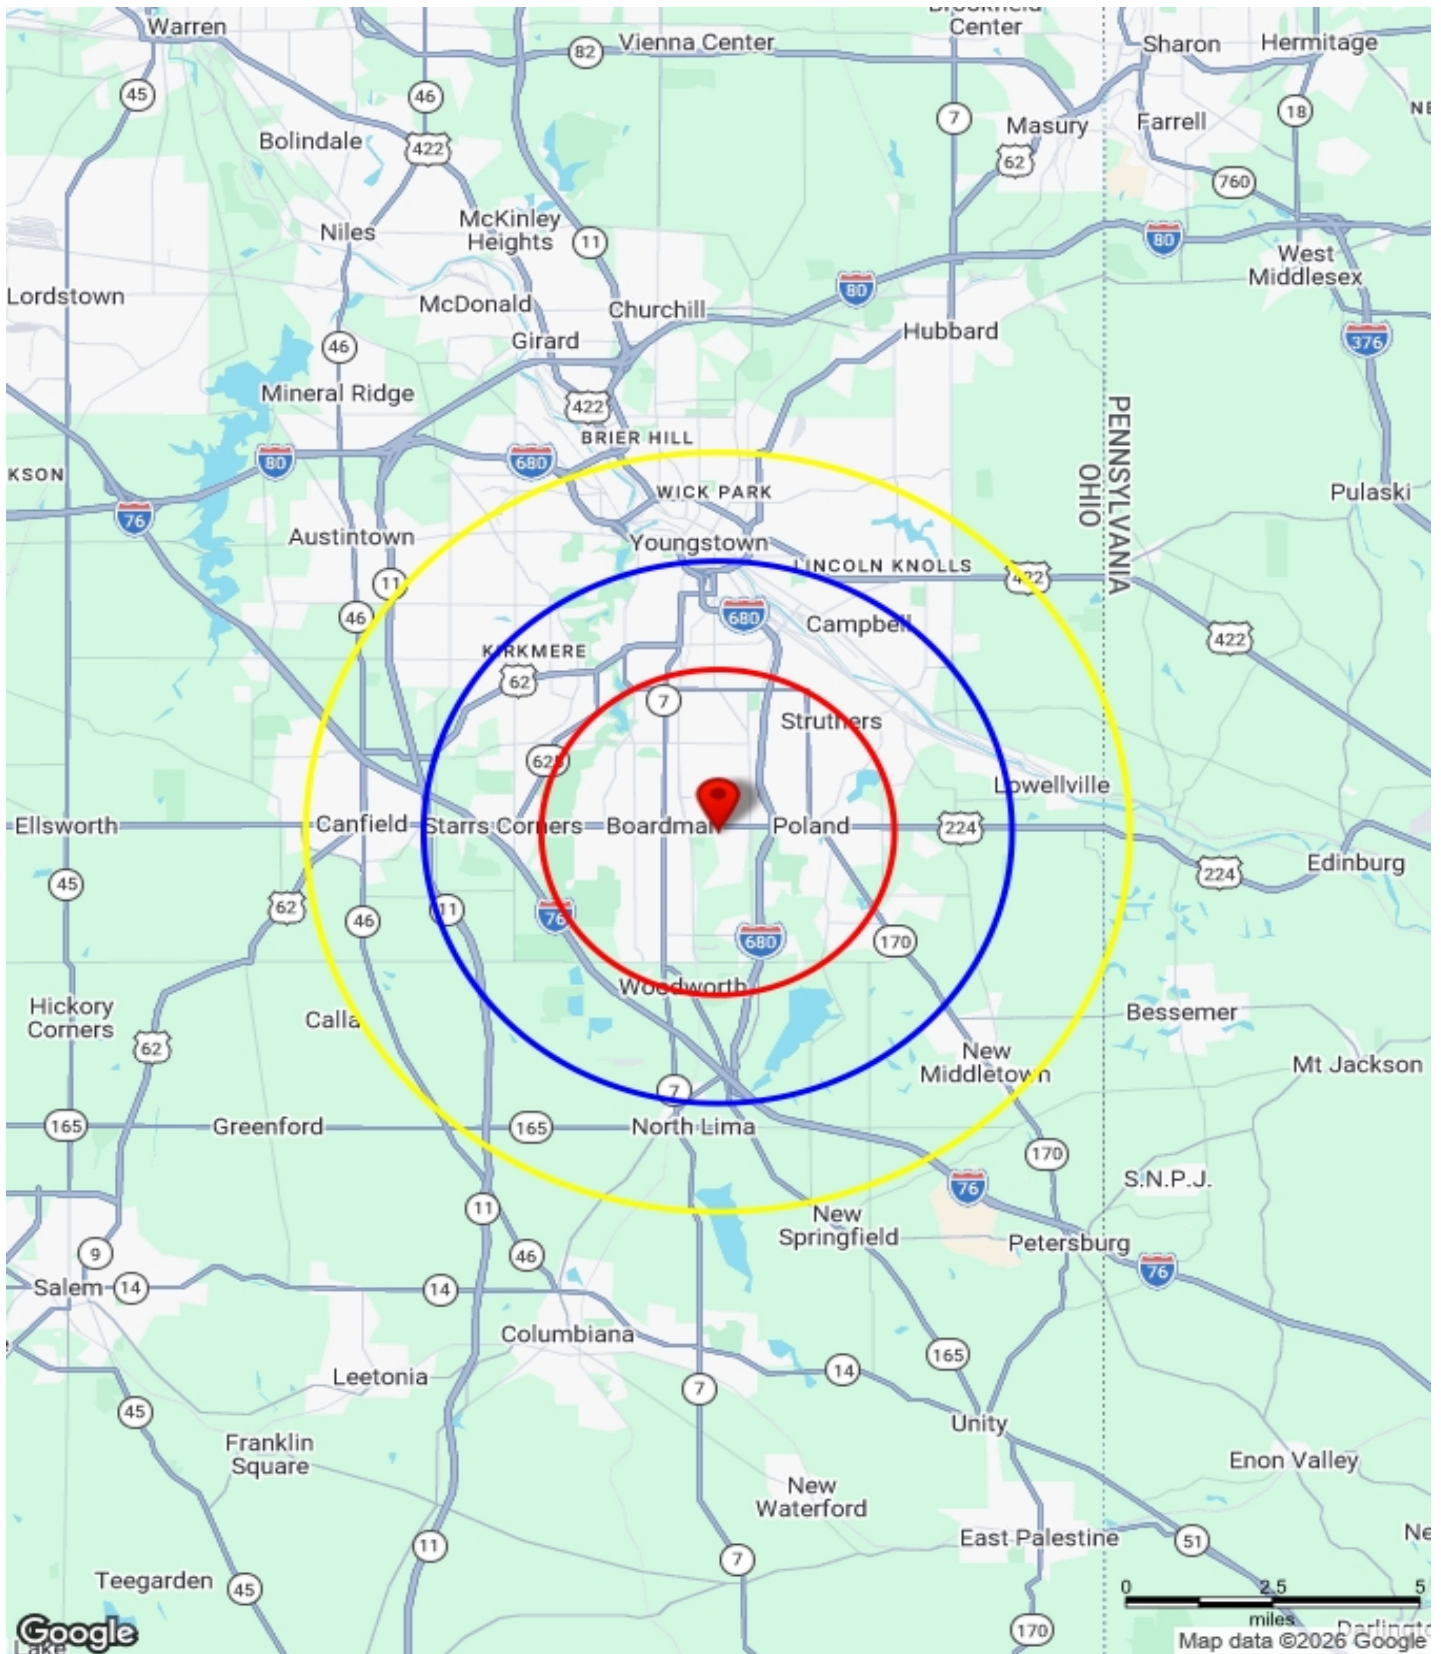 Warren
Vienna Center
Center
Sharon
Hermitage
82
45
46
7
18
Masury
Farrell
Bolindale
422
62
760
McKinley
Heights
Niles
11
80
80
West
Middlesex
Lordstown
McDonald
Churchill
Girard
Hubbard
46
376
Mineral Ridge
422
PENNSYLVANIA
OHIO
BRIER HILL
KSON
80
680
WICK PARK
Pulaski
76
Austintown
Youngstown
LINCOLN KNOLLS
422
11
46
680
Campbell
422
KIRKMERE
62
7
Struthers
625
Lowellville
Ellsworth
Canfield
Starrs Corners
Boardman
Poland
224
Edinburg
224
45
62
46
11
76
680
170
Woodworth
Hickory
Corners
Calla
Bessemer
62
New
Middletown
Mt Jackson
7
165
Greenford
165
North Lima
170
S.N.P.J.
76
11
New
Springfield
Petersburg
9
46
76
Salem
14
14
Columbiana
165
Leetonia
14
7
45
Unity
Franklin
Square
Enon Valley
New
Waterford
East Palestine
51
11
7
Teegarden
45
0 2.5 5
miles
170
Google
Lake
Map data ©2026 Google